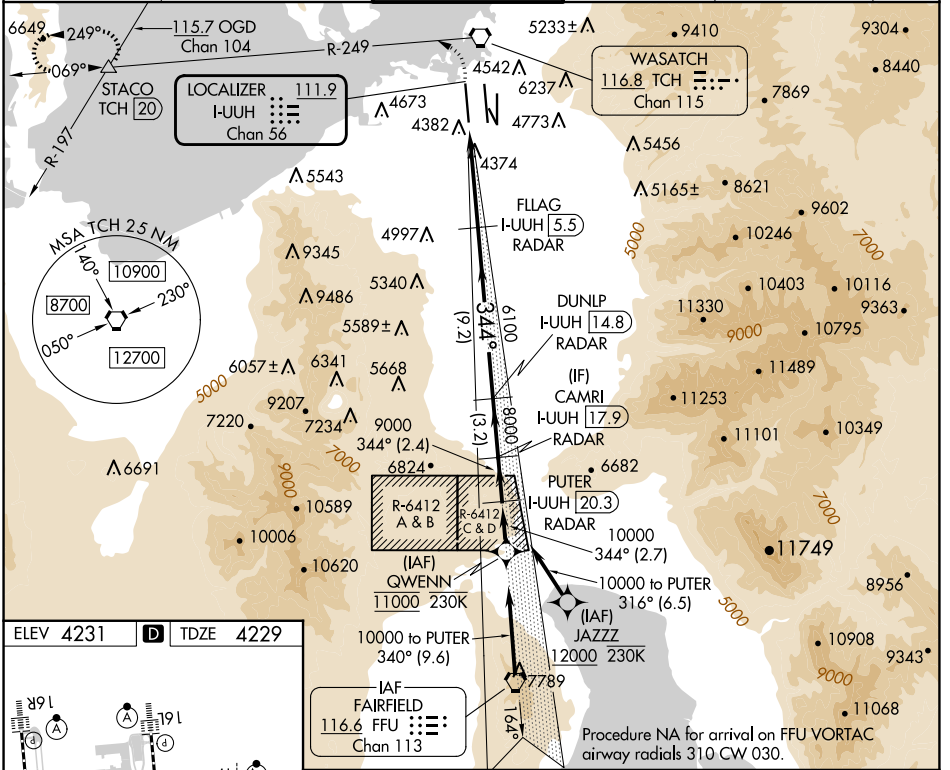 6649
249°
069°
115.7 OGD
Chan 104
R-249
STACO
TCH 20
R-197
LOCALIZER 111.9
I-UUH
Chan 56
5233±
4542
6237
WASATCH
116.8 TCH
Chan 115
9410
9304
8440
7869
4673
4382
4773
4374
5456
5543
5165±
8621
9602
7000
10246
FLLAG
I-UUH 5.5
RADAR
4997
5000
MSA TCH 25 NM
140°
10900
230°
8700
050°
12700
9345
9486
5340
5589±
344°
6100
(9.2)
DUNLP
I-UUH 14.8
RADAR
10403
10116
11330
9363
9000
10795
6057±
6341
5668
5000
(IF)
CAMRI
I-UUH 17.9
RADAR
11489
11253
9207
7220
7234
7000
9000
344° (2.4)
8000
(3.2)
11101
10349
6691
9000
6824
6682
PUTER
I-UUH 20.3
RADAR
R-6412
A & B
R-6412
C & D
7000
10589
10006
10620
(IAF)
QWENN
11000 230K
10000
344° (2.7)
11749
10000 to PUTER
316° (6.5)
8956
5000
(IAF)
JAZZZ
12000 230K
10000 to PUTER
340° (9.6)
10908
9343
9000
11068
7789
IAF
FAIRFIELD
116.6 FFU
Chan 113
164°
Procedure NA for arrival on FFU VORTAC
airway radials 310 CW 030.
ELEV 4231
D
TDZE 4229
16R
A
A
16L
P
P